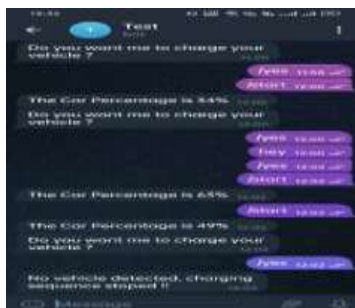 Test
bot
Do you want me to charge your
vehicle ?
/yes
/start
The Car Percentage is 54%
Do you want me to charge your
vehicle ?
/yes
hey
/yes
/start
The Car Percentage is 65%
/start
The Car Percentage is 49%
Do you want me to charge your
vehicle ?
/yes
No vehicle detected, charging
sequence stoped !!
Message